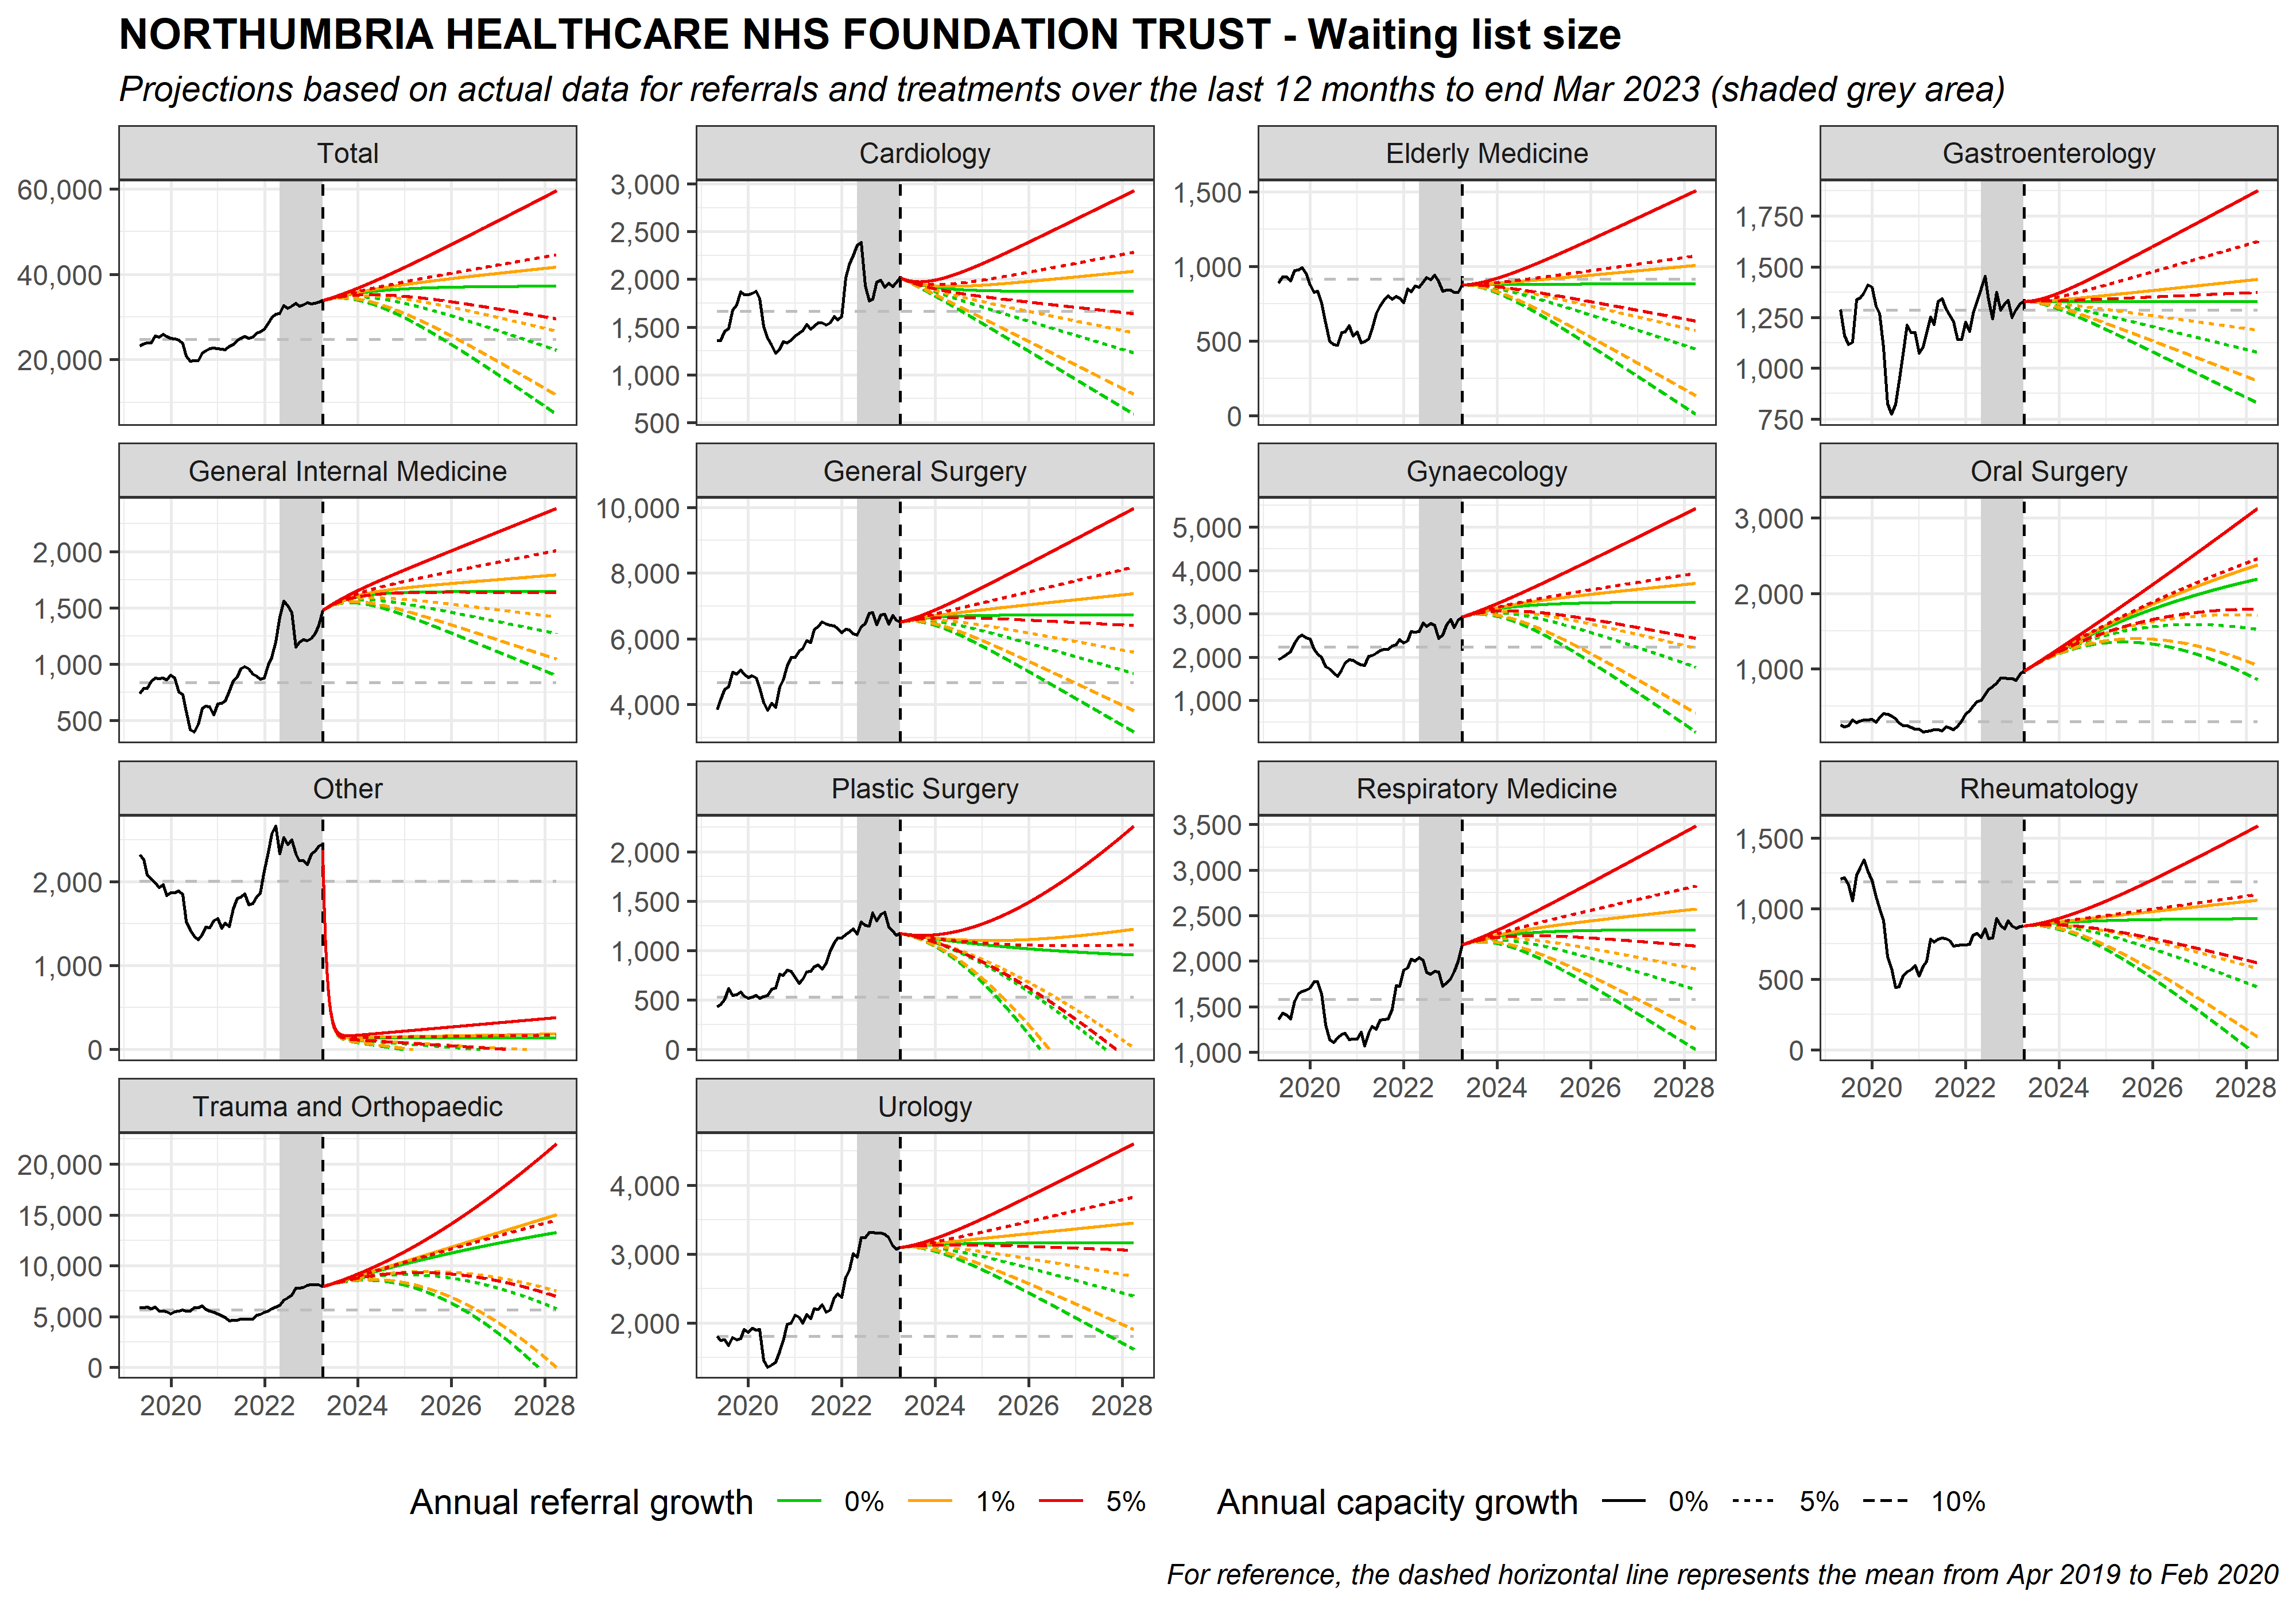 NORTHUMBRIA HEALTHCARE NHS FOUNDATION TRUST - Waiting list size
Projections based on actual data for referrals and treatments over the last 12 months to end Mar 2023 (shaded grey area)
Total
60,000
40,000
20,000
Cardiology
3,000
2,500
2,000
1,500
1,000
500
Elderly Medicine
1,500
1,000
500
0
Gastroenterology
1,750
1,500
1,250
1,000
750
General Internal Medicine
2,000
1,500
1,000
500
General Surgery
10,000
8,000
6,000
4,000
Gynaecology
5,000
4,000
3,000
2,000
1,000
Oral Surgery
3,000
2,000
1,000
Other
2,000
1,000
0
Plastic Surgery
2,000
1,500
1,000
500
0
Respiratory Medicine
3,500
3,000
2,500
2,000
1,500
1,000
2020 2022 2024 2026 2028
Rheumatology
1,500
1,000
500
0
2020 2022 2024 2026 2028
Trauma and Orthopaedic
20,000
15,000
10,000
5,000
0
2020 2022 2024 2026 2028
Urology
4,000
3,000
2,000
2020 2022 2024 2026 2028
Annual referral growth 0% 1% 5% Annual capacity growth 0% 5% 10%
For reference, the dashed horizontal line represents the mean from Apr 2019 to Feb 2020